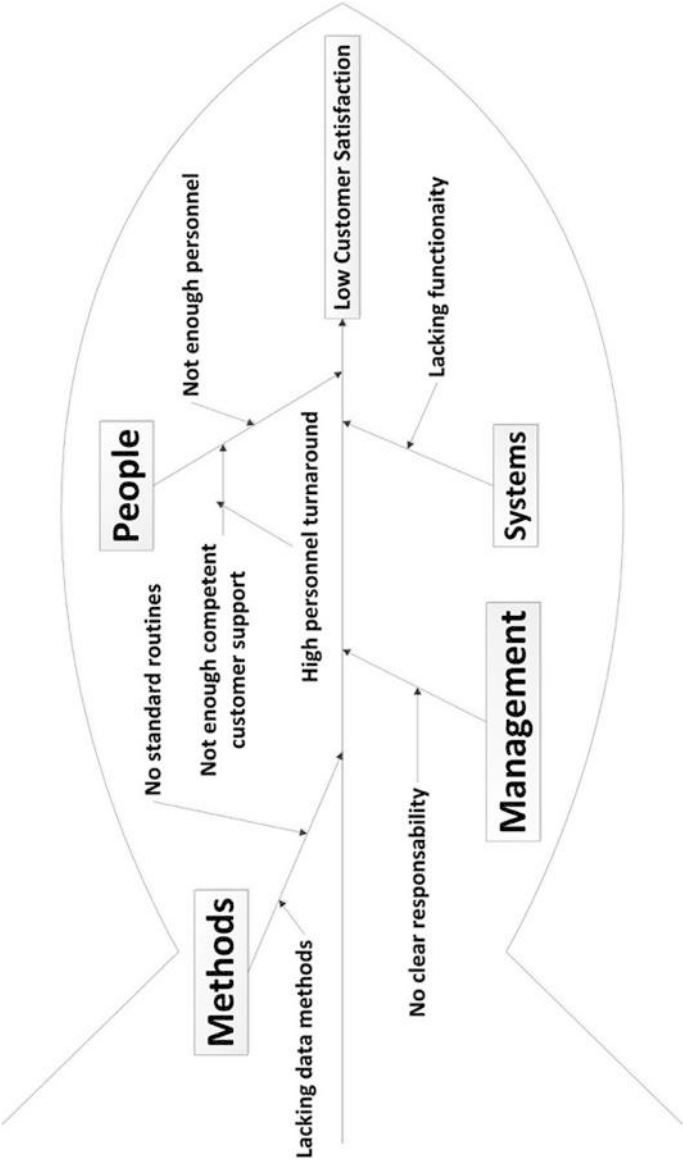 Methods
People
No standard routines
Not enough personnel
Not enough competent
customer support
Lacking data methods
High personnel turnaround
Low Customer Satisfaction
No clear responsability
Lacking functionaity
Management
Systems